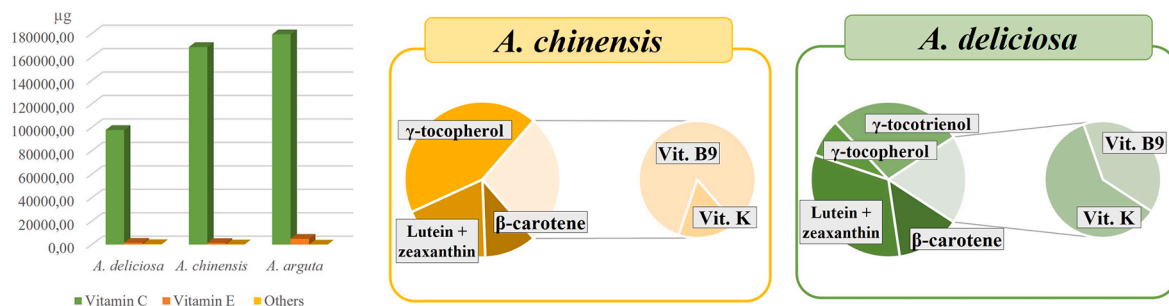 µg
180000,00
160000,00
140000,00
120000,00
100000,00
80000,00
60000,00
40000,00
20000,00
0,00
A. deliciosa
A. chinensis
A. arguta
Vitamin C
Vitamin E
Others
A. chinensis
γ-tocopherol
Lutein +
zeaxanthin
β-carotene
Vit. B9
Vit. K
A. deliciosa
γ-tocotrienol
γ-tocopherol
Lutein +
zeaxanthin
β-carotene
Vit. B9
Vit. K